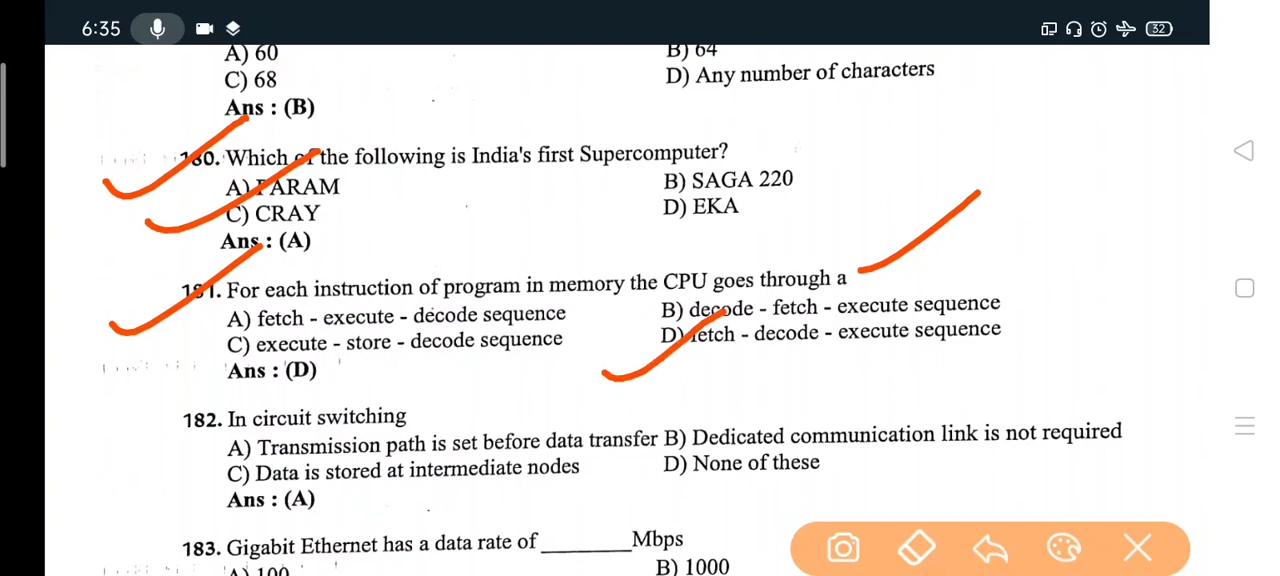 6:35
32
A) 60
B) 64
C) 68
D) Any number of characters
Ans : (B)
180. Which of the following is India's first Supercomputer?
A) PARAM
B) SAGA 220
C) CRAY
D) EKA
Ans : (A)
181. For each instruction of program in memory the CPU goes through a
A) fetch - execute - decode sequence
B) decode - fetch - execute sequence
C) execute - store - decode sequence
D) fetch - decode - execute sequence
Ans : (D)
182. In circuit switching
A) Transmission path is set before data transfer B) Dedicated communication link is not required
C) Data is stored at intermediate nodes
D) None of these
Ans : (A)
183. Gigabit Ethernet has a data rate of _______Mbps
A) 100
B) 1000